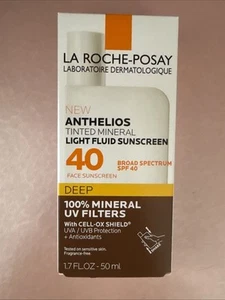 LA ROCHE-POSAY
LABORATOIRE DERMATOLOGIQUE
NEW
ANTHELIOS
TINTED MINERAL
LIGHT FLUID SUNSCREEN
40 BROAD SPECTRUM SPF 40
FACE SUNSCREEN
DEEP
100% MINERAL
UV FILTERS
With CELL-OX SHIELD®
UVA / UVB Protection
+ Antioxidants
Tested on sensitive skin.
Fragrance-free.
1.7 FL.OZ - 50 ml